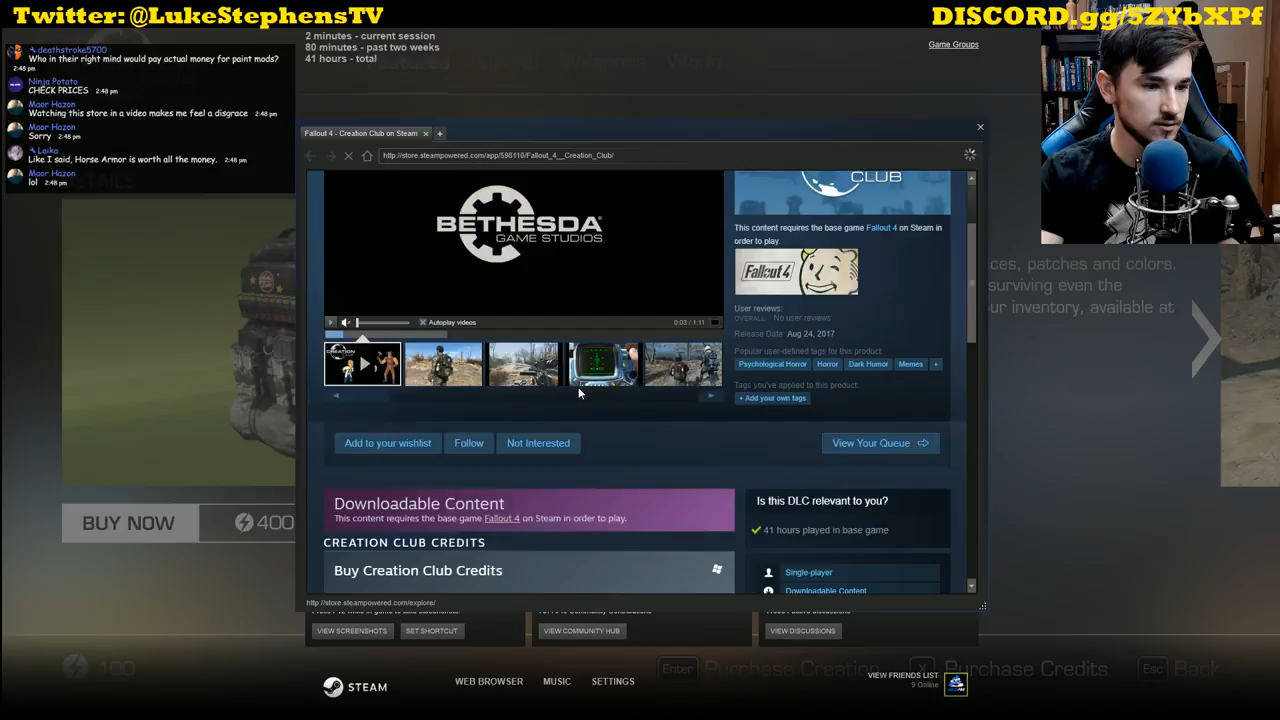 Twitter: @LukeStephensTV
DISCORD.gg/5ZYbXPf
2 minutes - current session
80 minutes - past two weeks
41 hours - total
Game Groups
deathstroke5700
Who in their right mind would pay actual money for paint mods?
2:48 pm
Ninja Potato
CHECK PRICES 2:48 pm
Maor Hazon
Watching this store in a video makes me feel a disgrace 2:48 pm
Maor Hazon
Sorry 2:48 pm
Laika
Like I said, Horse Armor is worth all the money. 2:48 pm
Maor Hazon
lol 2:48 pm
Fallout 4 - Creation Club on Steam
http://store.steampowered.com/app/598110/Fallout_4__Creation_Club/
BETHESDA
GAME STUDIOS
CLUB
This content requires the base game Fallout 4 on Steam in
order to play.
Fallout 4
User reviews:
OVERALL: No user reviews
Release Date: Aug 24, 2017
Popular user-defined tags for this product:
Psychological Horror Horror Dark Humor Memes +
Tags you've applied to this product:
+ Add your own tags
Autoplay videos
0:03 / 1:11
CREATION
Add to your wishlist Follow Not Interested View Your Queue
Downloadable Content
This content requires the base game Fallout 4 on Steam in order to play.
Is this DLC relevant to you?
41 hours played in base game
CREATION CLUB CREDITS
Buy Creation Club Credits
Single-player
Downloadable Content
http://store.steampowered.com/explore/
ces, patches and colors.
surviving even the
our inventory, available at
BUY NOW 400
VIEW SCREENSHOTS SET SHORTCUT VIEW COMMUNITY HUB VIEW DISCUSSIONS
100
Enter Purchase Creation X Purchase Credits Esc Back
STEAM
WEB BROWSER MUSIC SETTINGS
VIEW FRIENDS LIST
9 Online